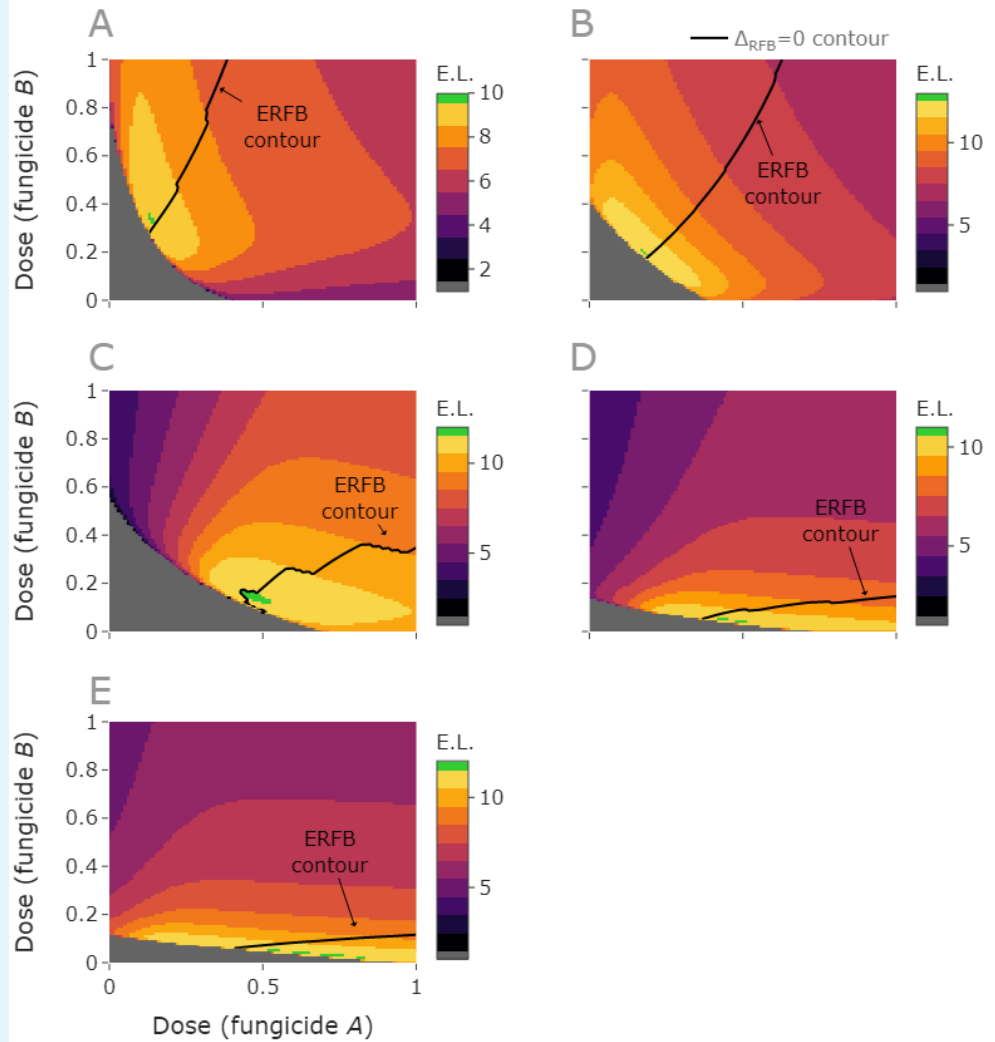 A
B
Δ_RFB=0 contour
E.L.
ERFB
contour
Dose (fungicide B)
1
0.8
0.6
0.4
0.2
0
10
8
6
4
2
E.L.
ERFB
contour
10
5
C
D
E.L.
ERFB
contour
Dose (fungicide B)
1
0.8
0.6
0.4
0.2
0
10
5
E.L.
ERFB
contour
10
5
E
E.L.
ERFB
contour
Dose (fungicide B)
1
0.8
0.6
0.4
0.2
0
10
5
0
0.5
1
Dose (fungicide A)